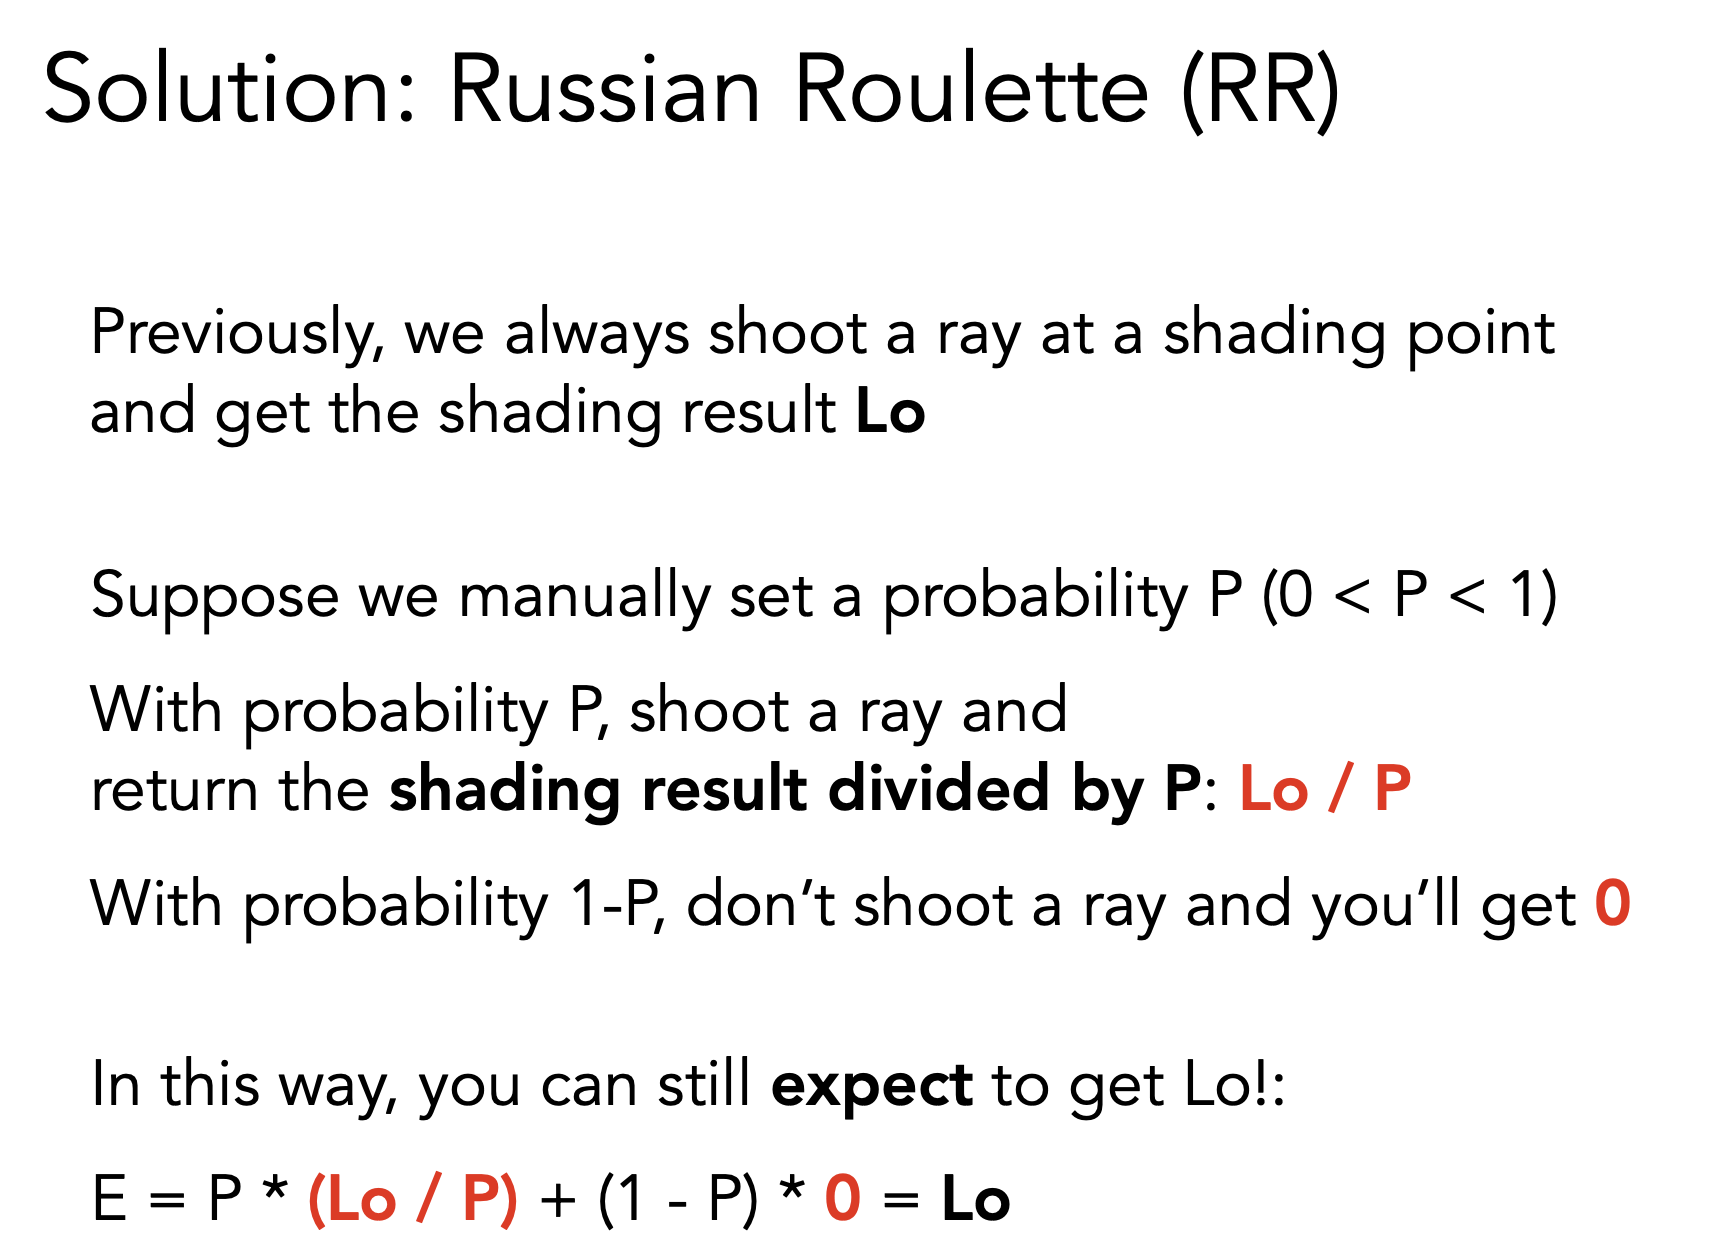 Solution: Russian Roulette (RR)
Previously, we always shoot a ray at a shading point
and get the shading result Lo
Suppose we manually set a probability P (0 < P < 1)
With probability P, shoot a ray and
return the shading result divided by P: Lo / P
With probability 1-P, don’t shoot a ray and you’ll get 0
In this way, you can still expect to get Lo!:
E = P * (Lo / P) + (1 - P) * 0 = Lo